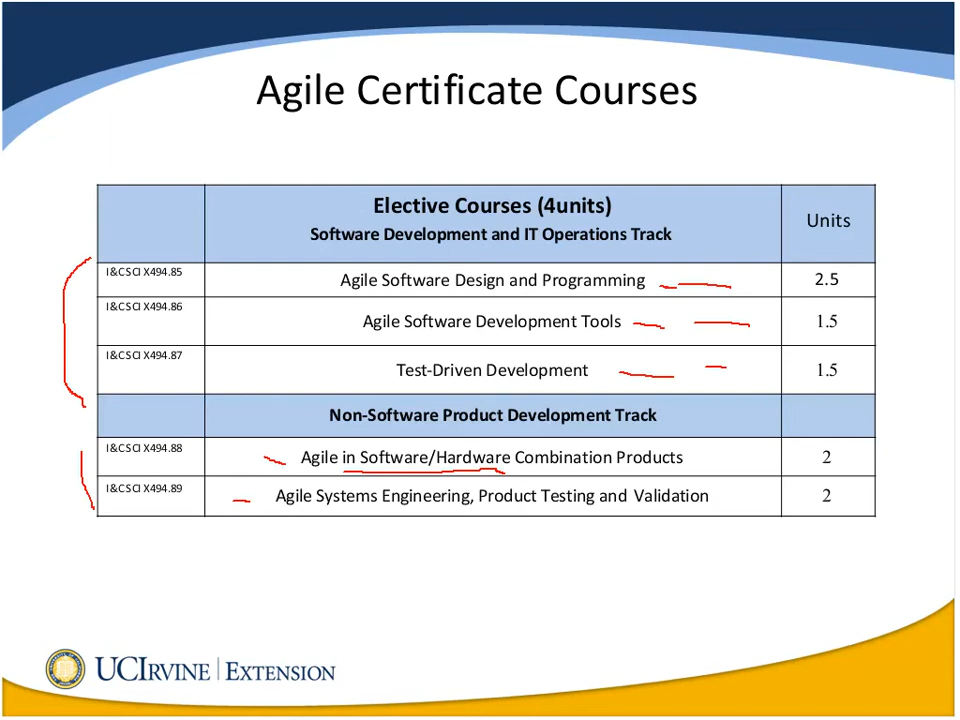 Agile Certificate Courses
Elective Courses (4units)
Software Development and IT Operations Track
Units
I&CSCI X494.85
Agile Software Design and Programming
2.5
I&CSCI X494.86
Agile Software Development Tools
1.5
I&CSCI X494.87
Test-Driven Development
1.5
Non-Software Product Development Track
I&CSCI X494.88
Agile in Software/Hardware Combination Products
2
I&CSCI X494.89
Agile Systems Engineering, Product Testing and Validation
2
UCIRVINE | EXTENSION